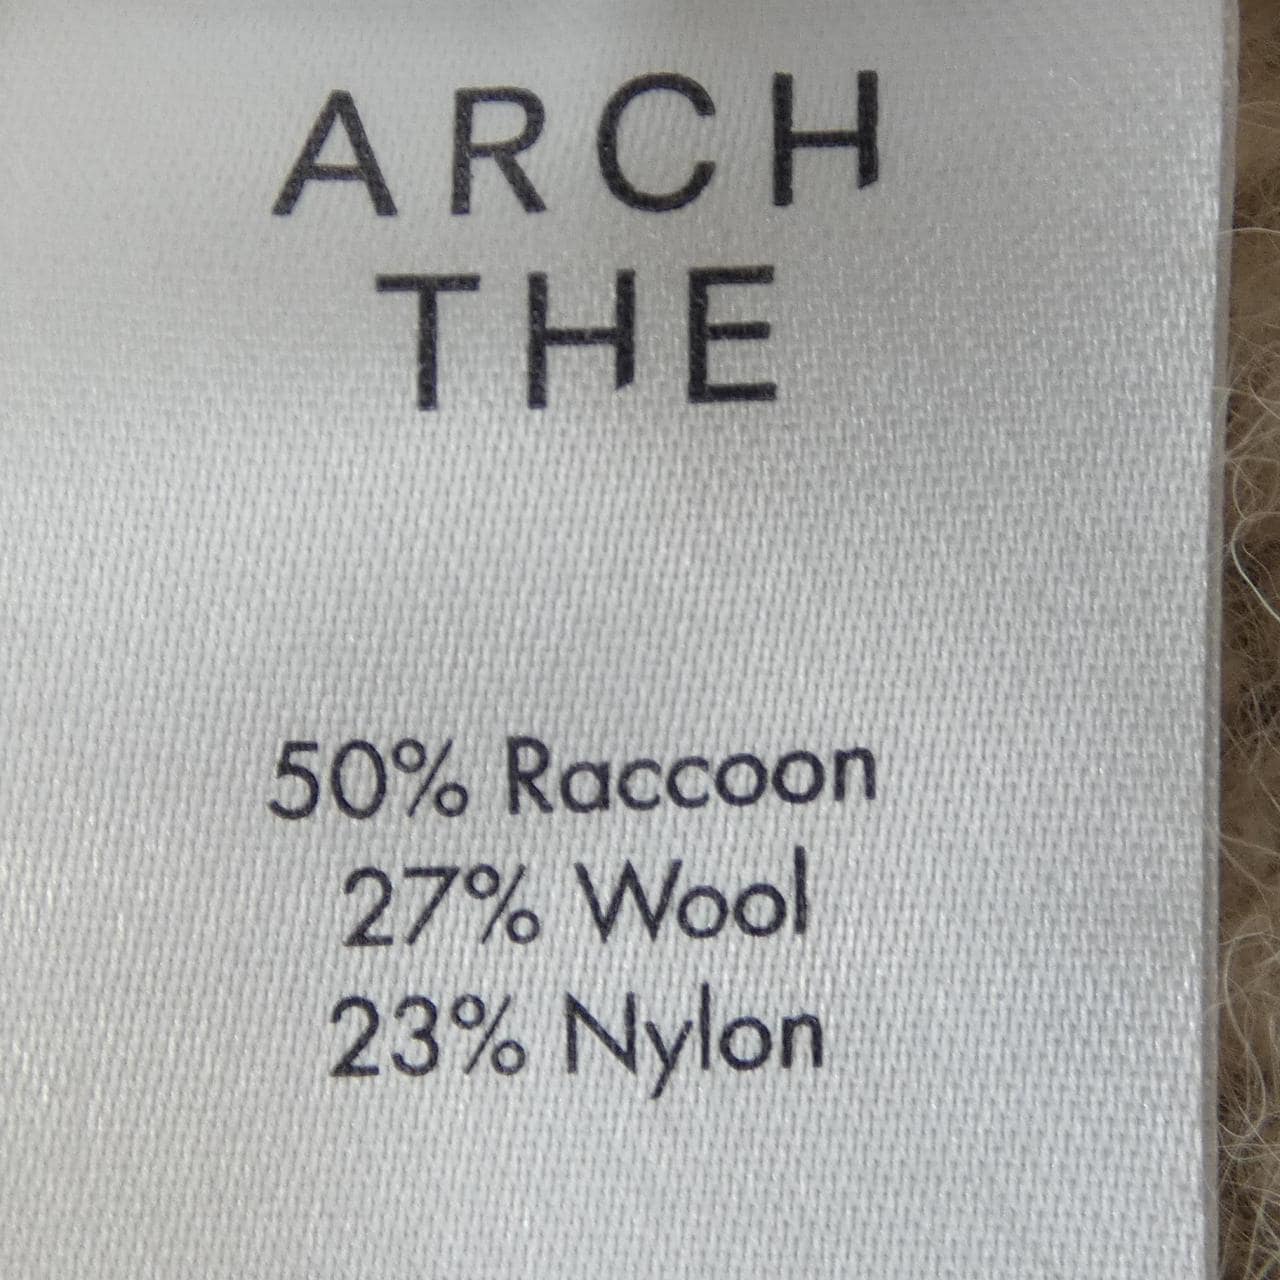 ARCH
THE
50% Raccoon
27% Wool
23% Nylon